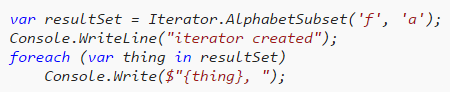 var resultSet = Iterator.AlphabetSubset('f', 'a');
Console.WriteLine("iterator created");
foreach (var thing in resultSet)
    Console.Write($"{thing}, ");